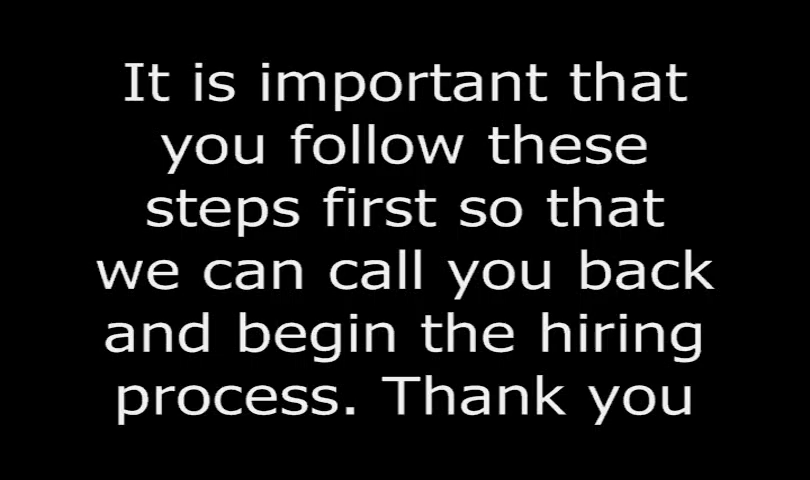 It is important that
you follow these
steps first so that
we can call you back
and begin the hiring
process. Thank you